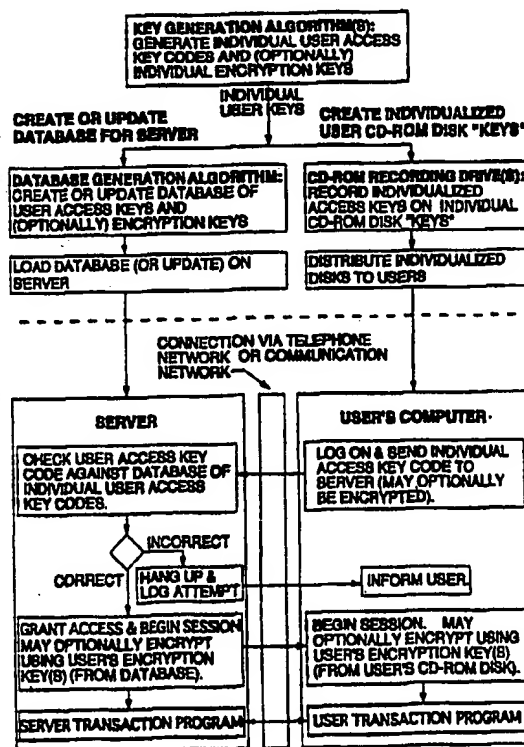 KEY GENERATION ALGORITHM(S):
GENERATE INDIVIDUAL USER ACCESS
KEY CODES AND (OPTIONALLY)
INDIVIDUAL ENCRYPTION KEYS
INDIVIDUAL
USER KEYS
CREATE OR UPDATE
DATABASE FOR SERVER
CREATE INDIVIDUALIZED
USER CD-ROM DISK "KEYS"
DATABASE GENERATION ALGORITHM:
CREATE OR UPDATE DATABASE OF
USER ACCESS KEYS AND
(OPTIONALLY) ENCRYPTION KEYS
CD-ROM RECORDING DRIVE(S):
RECORD INDIVIDUALIZED
ACCESS KEYS ON INDIVIDUAL
CD-ROM DISK "KEYS"
LOAD DATABASE (OR UPDATE) ON
SERVER
DISTRIBUTE INDIVIDUALIZED
DISKS TO USERS
CONNECTION VIA TELEPHONE
NETWORK OR COMMUNICATION
NETWORK
SERVER
USER'S COMPUTER
CHECK USER ACCESS KEY
CODE AGAINST DATABASE OF
INDIVIDUAL USER ACCESS
KEY CODES.
LOG ON & SEND INDIVIDUAL
ACCESS KEY CODE TO
SERVER (MAY OPTIONALLY
BE ENCRYPTED).
INCORRECT
CORRECT
HANG UP &
LOG ATTEMPT
INFORM USER.
GRANT ACCESS & BEGIN SESSION
MAY OPTIONALLY ENCRYPT
USING USER'S ENCRYPTION
KEY(S) (FROM DATABASE).
BEGIN SESSION. MAY
OPTIONALLY ENCRYPT USING
USER'S ENCRYPTION KEY(S)
(FROM USER'S CD-ROM DISK).
SERVER TRANSACTION PROGRAM
USER TRANSACTION PROGRAM